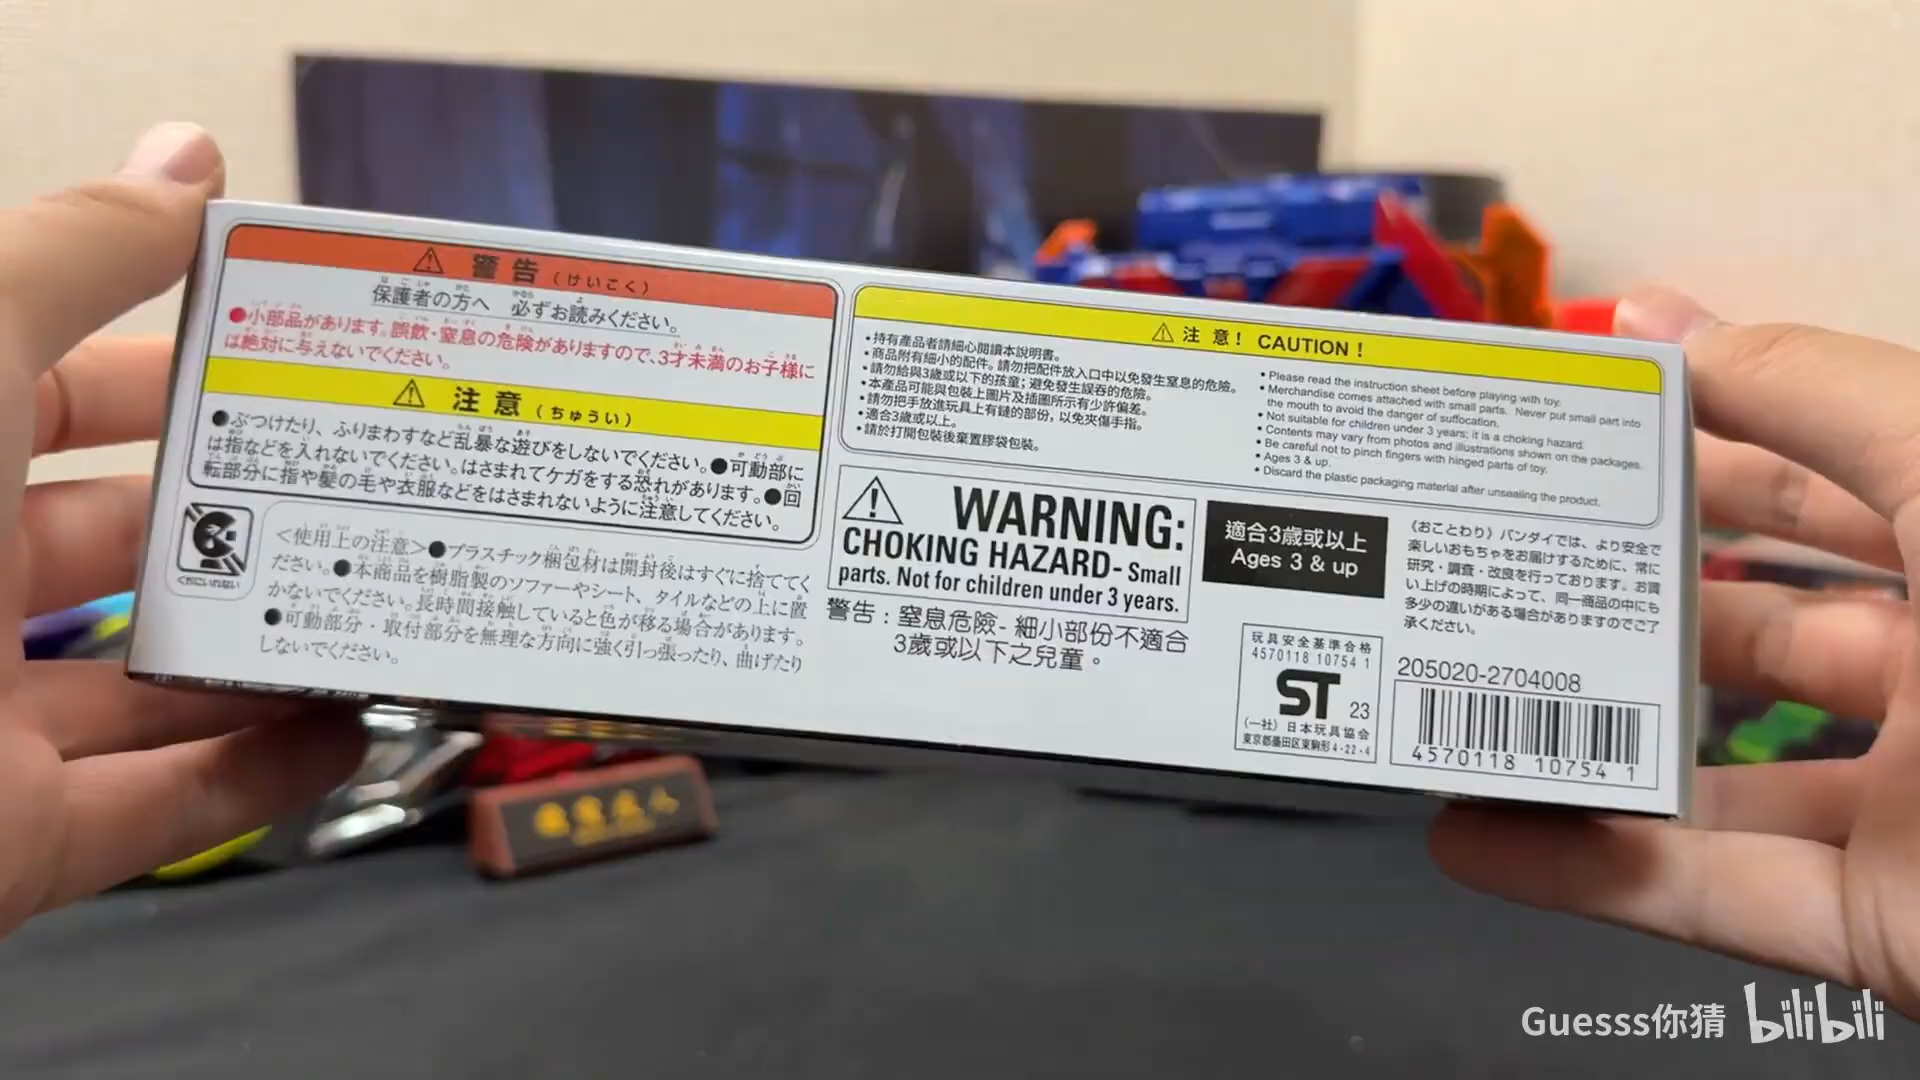 警告(けいこく)
保護者の方へ 必ずお読みください。
●小部品があります。誤飲・窒息の危険がありますので、3才未満のお子様に
は絶対に与えないでください。
注意(ちゅうい)
●ぶつけたり、ふりまわすなど乱暴な遊びをしないでください。●可動部に
は指などを入れないでください。はさまれてケガをする恐れがあります。●回
転部分に指や髪の毛や衣服などをはさまれないように注意してください。
くちにいれない
<使用上の注意>●プラスチック梱包材は開封後はすぐに捨ててく
ださい。●本商品を樹脂製のソファーやシート、タイルなどの上に置
かないでください。長時間接触していると色が移る場合があります。
●可動部分・取付部分を無理な方向に強く引っ張ったり、曲げたり
しないでください。
注意! CAUTION!
•持有產品者請細心閱讀本說明書。
•商品附有細小的配件。請勿把配件放入口中以免發生窒息的危險。
•請勿給與3歲或以下的孩童;避免發生誤吞的危險。
•本產品可能與包裝上圖片及插圖所示有少許偏差。
•請勿把手放進玩具上有鏈的部份,以免夾傷手指。
•適合3歲或以上。
•請於打開包裝後棄置膠袋包裝。
• Please read the instruction sheet before playing with toy.
• Merchandise comes attached with small parts. Never put small part into
the mouth to avoid the danger of suffocation.
• Not suitable for children under 3 years; it is a choking hazard.
• Contents may vary from photos and illustrations shown on the packages.
• Be careful not to pinch fingers with hinged parts of toy.
• Ages 3 & up.
• Discard the plastic packaging material after unsealing the product.
WARNING:
CHOKING HAZARD- Small
parts. Not for children under 3 years.
警告:窒息危險-細小部份不適合
3歲或以下之兒童。
適合3歲或以上
Ages 3 & up
《おことわり》バンダイでは、より安全で
楽しいおもちゃをお届けするために、常に
研究・調査・改良を行っております。お買
い上げの時期によって、同一商品の中にも
多少の違いがある場合がありますのでご了
承ください。
玩具安全基準合格
4570118 10754 1
ST 23
(一社)日本玩具協会
東京都墨田区東駒形4-22-4
205020-2704008
4570118 10754 1
Guesss你猜 bilibili